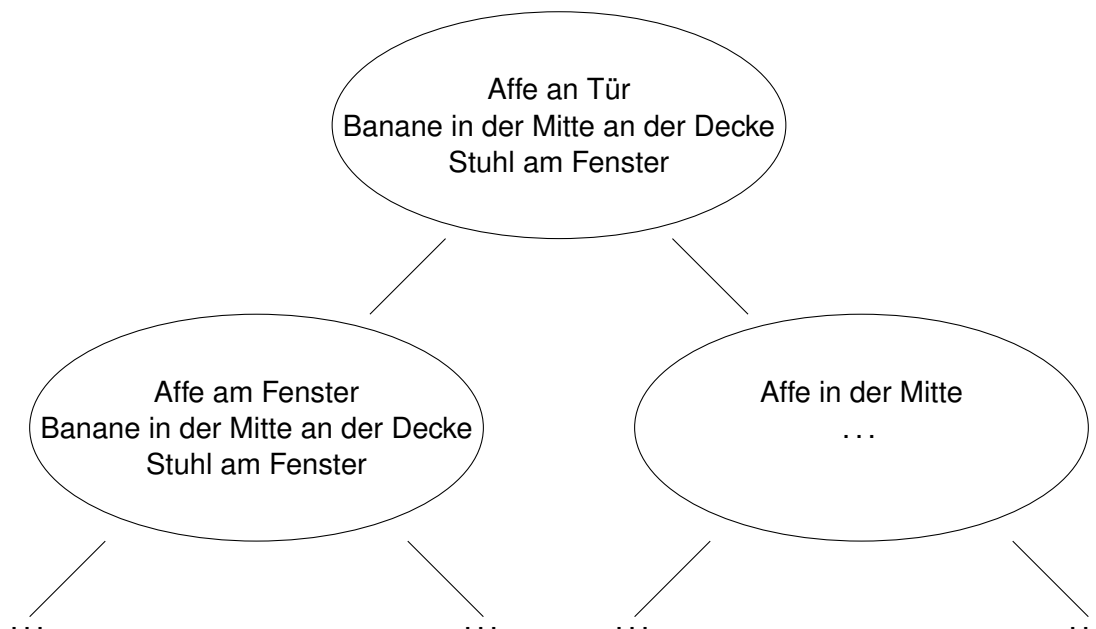 Affe an Tür
Banane in der Mitte an der Decke
Stuhl am Fenster
Affe am Fenster
Banane in der Mitte an der Decke
Stuhl am Fenster
Affe in der Mitte
...
... ... ... ..